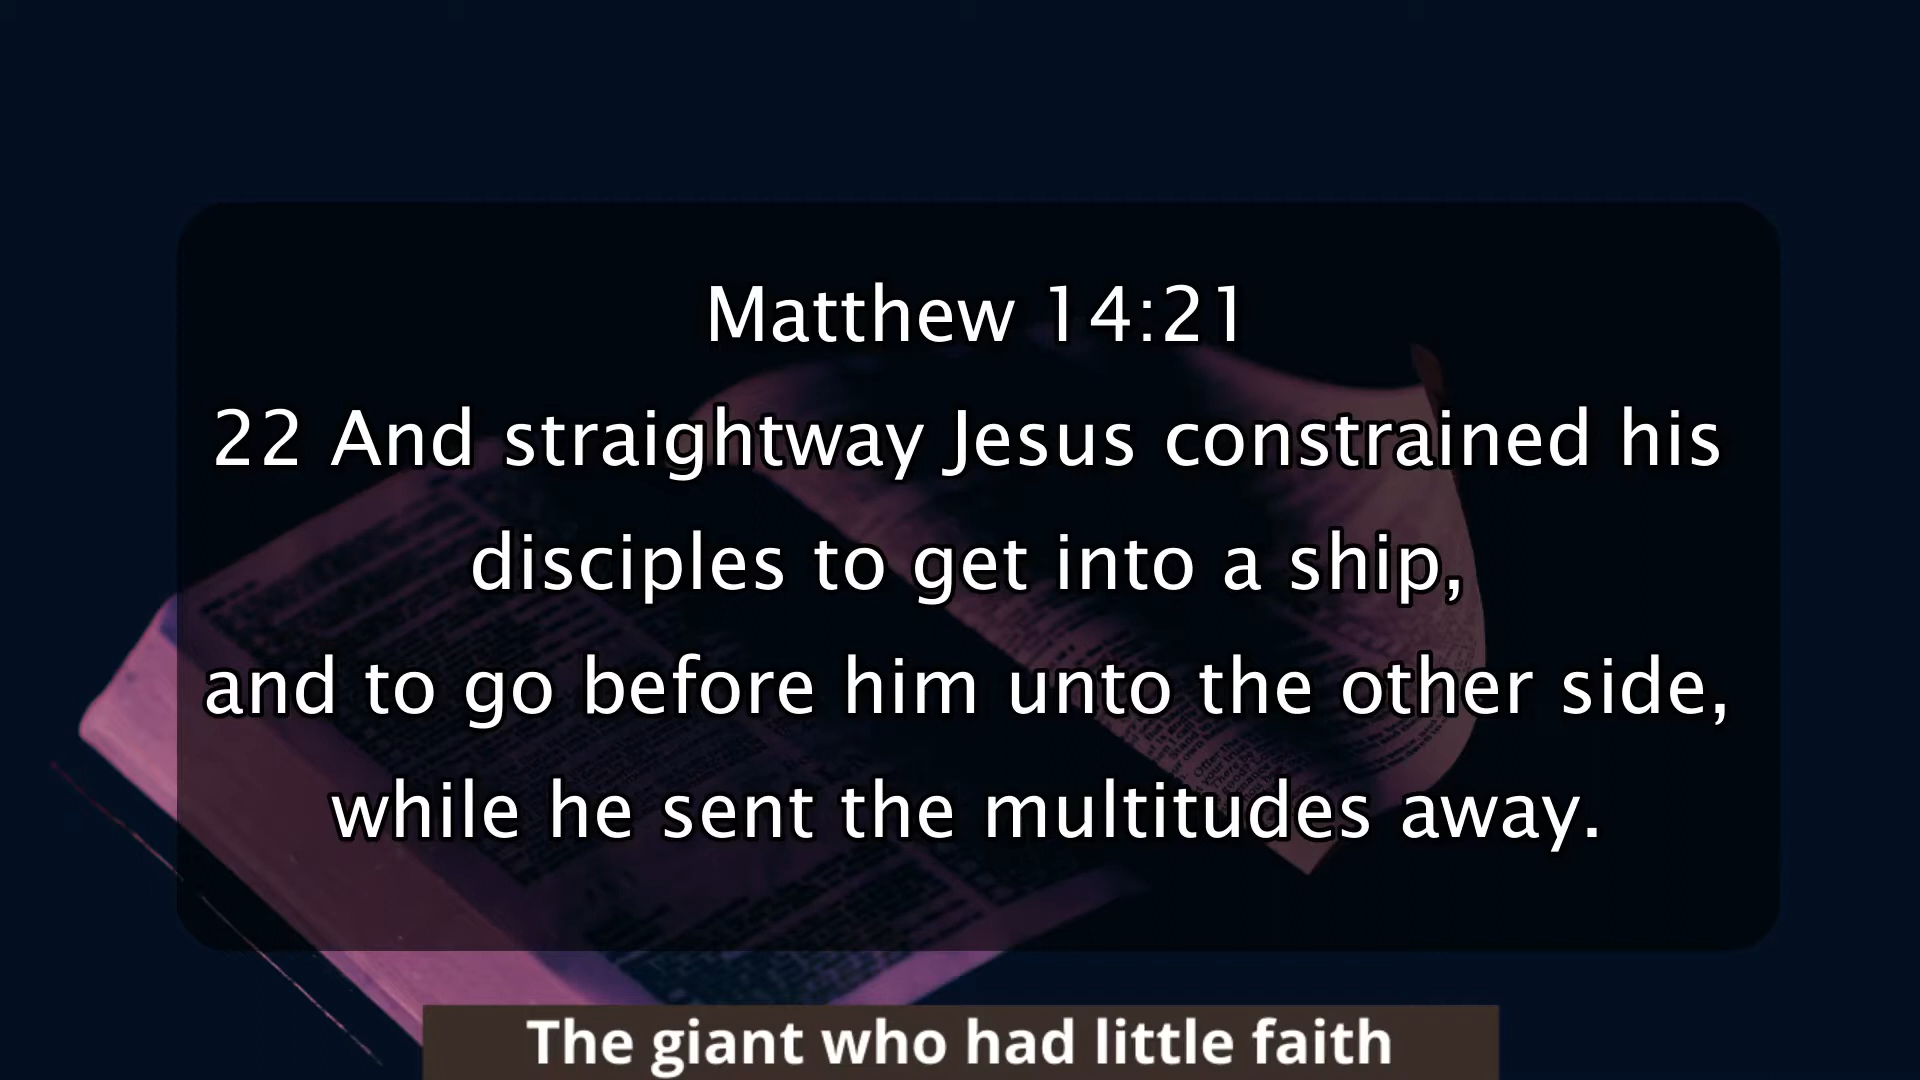 Matthew 14:21
22 And straightway Jesus constrained his
disciples to get into a ship,
and to go before him unto the other side,
while he sent the multitudes away.
The giant who had little faith